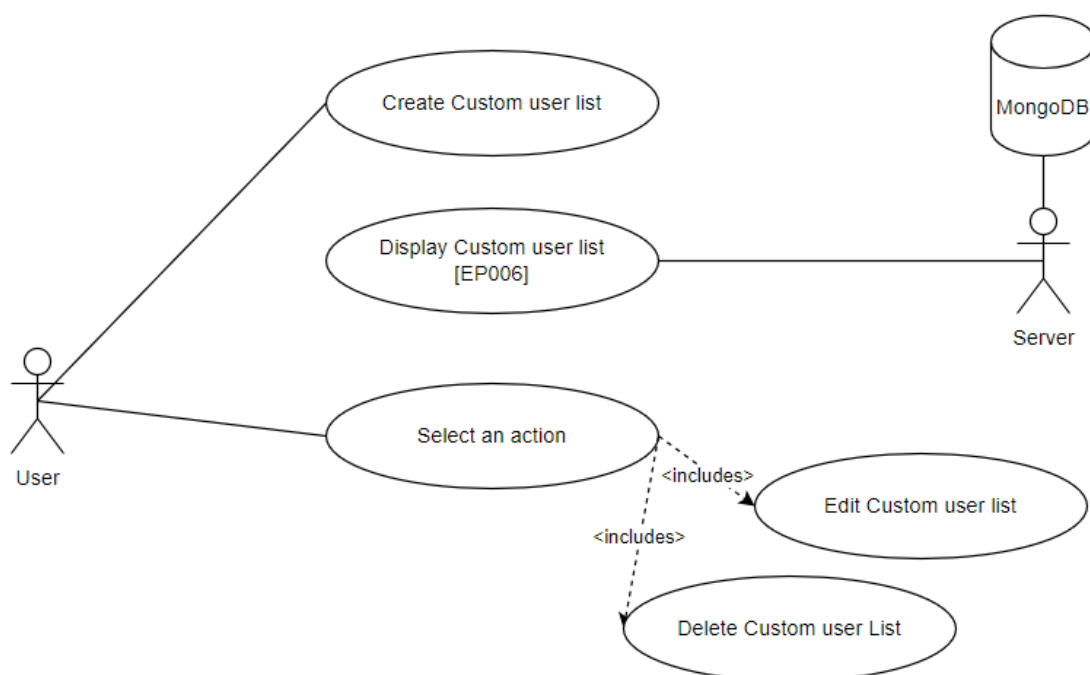 Create Custom user list
MongoDB
Display Custom user list
[EP006]
Server
Select an action
User
<includes>
Edit Custom user list
<includes>
Delete Custom user List